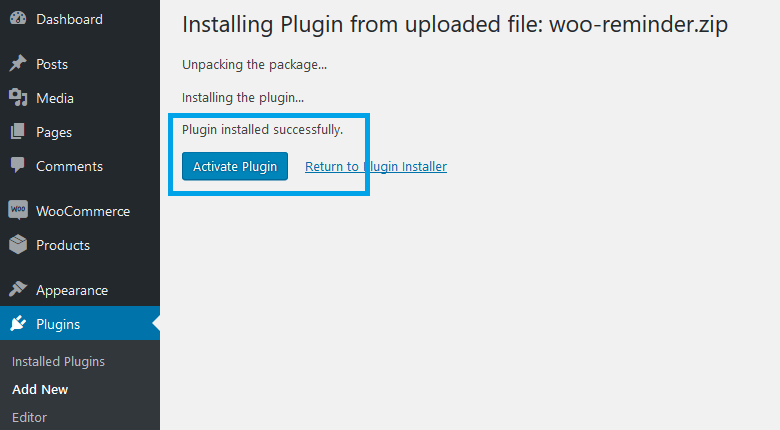 Dashboard
Posts
Media
Pages
Comments
WOO
WooCommerce
Products
Appearance
Plugins
Installed Plugins
Add New
Editor
Installing Plugin from uploaded file: woo-reminder.zip
Unpacking the package...
Installing the plugin...
Plugin installed successfully.
Activate Plugin Return to Plugin Installer